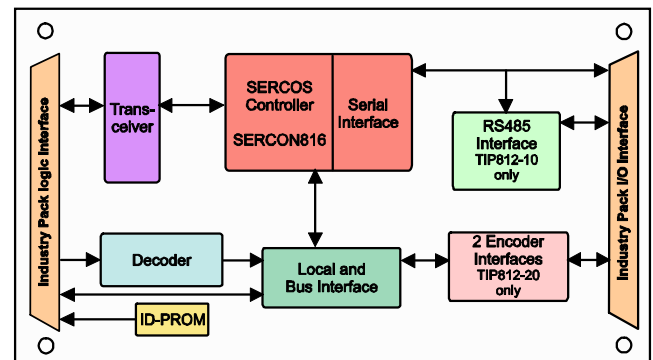 Industry Pack logic Interface
Trans-
ceiver
SERCOS
Controller
SERCON816
Serial
Interface
RS485
Interface
TIP812-10
only
Industry Pack I/O Interface
Decoder
Local and
Bus Interface
2 Encoder
Interfaces
TIP812-20
only
ID-PROM